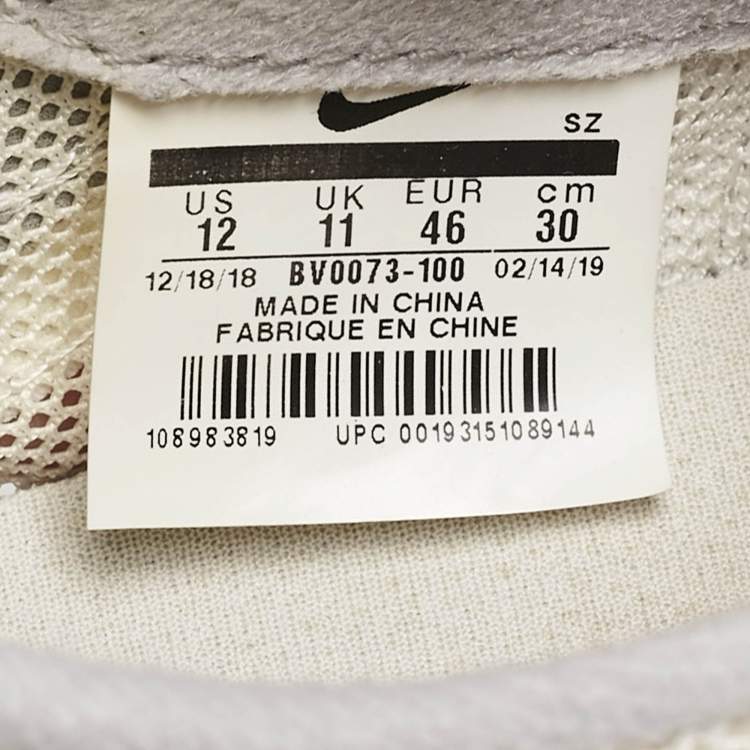 SZ
US UK EUR cm
12 11 46 30
12/18/18 BV0073-100 02/14/19
MADE IN CHINA
FABRIQUE EN CHINE
108983819 UPC 00193151089144